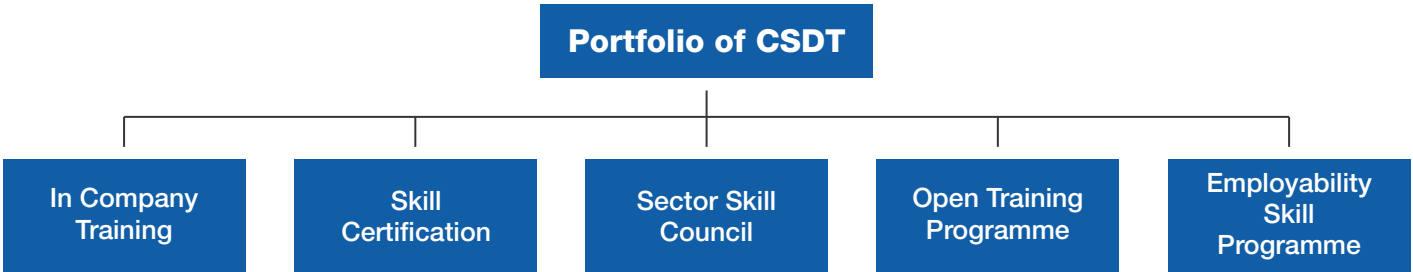 Portfolio of CSDT
In Company
Training
Skill
Certification
Sector Skill
Council
Open Training
Programme
Employability
Skill
Programme